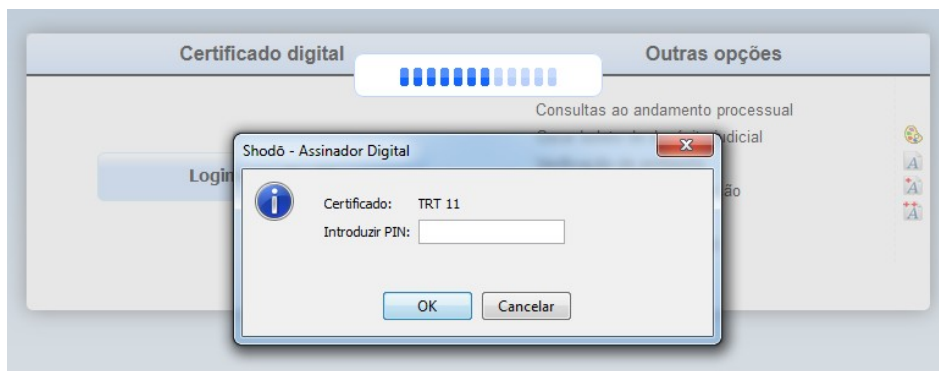 Certificado digital
Outras opções
Consultas ao andamento processual
Shodō - Assinador Digital
Login
Certificado: TRT 11
Introduzir PIN:
OK
Cancelar